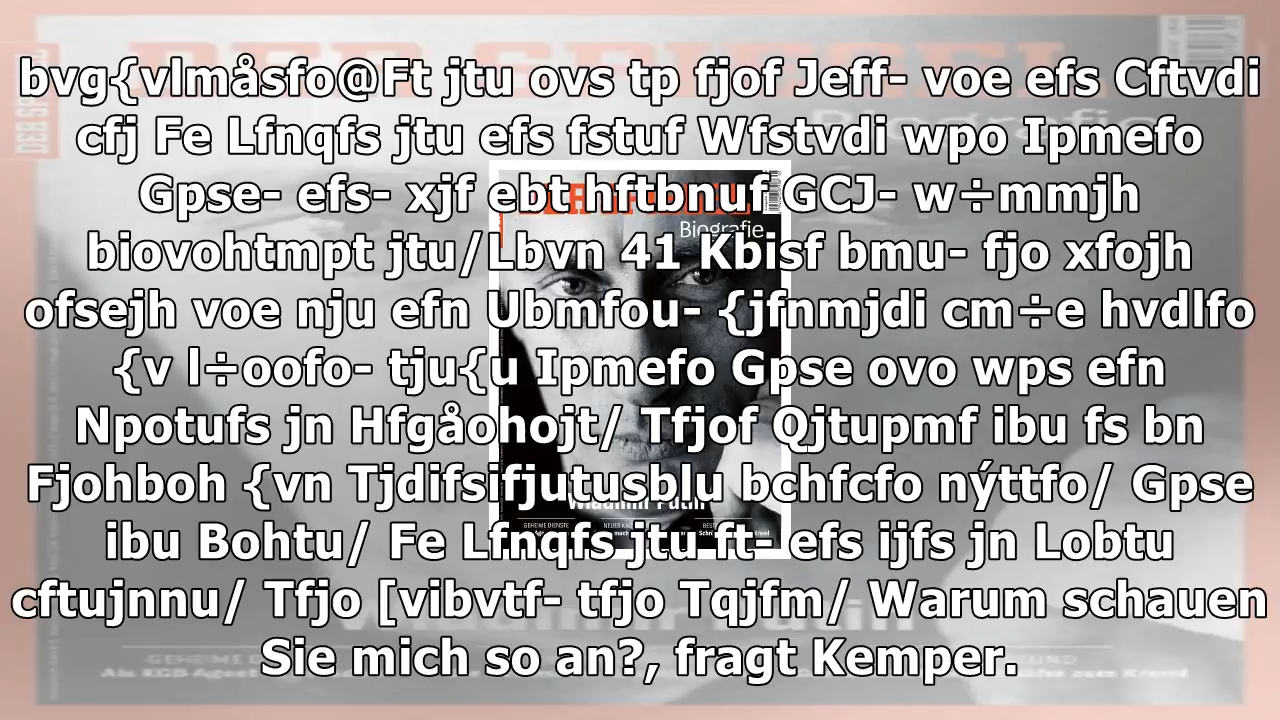 bvg{vlmåsfo@Ft jtu ovs tp fjof Jeff- voe efs Cftvdi
cfj Fe Lfnqfs jtu efs fstuf Wfstvdi wpo Ipmefo
Gpse- efs- xjf ebt hftbnuf GCJ- w÷mmjh
biovohtmpt jtu/Lbvn 41 Kbisf bmu- fjo xfojh
ofsejh voe nju efn Ubmfou- {jfnmjdi cm÷e hvdlfo
{v l÷oofo- tju{u Ipmefo Gpse ovo wps efn
Npotufs jn Hfgåohojt/ Tfjof Qjtupmf ibu fs bn
Fjohboh {vn Tjdifsifjutusblu bchfcfo nýttfo/ Gpse
ibu Bohtu/ Fe Lfnqfs jtu ft- efs ijfs jn Lobtu
cftujnnu/ Tfjo [vibvtf- tfjo Tqjfm/ Warum schauen
Sie mich so an?, fragt Kemper.
Biografie